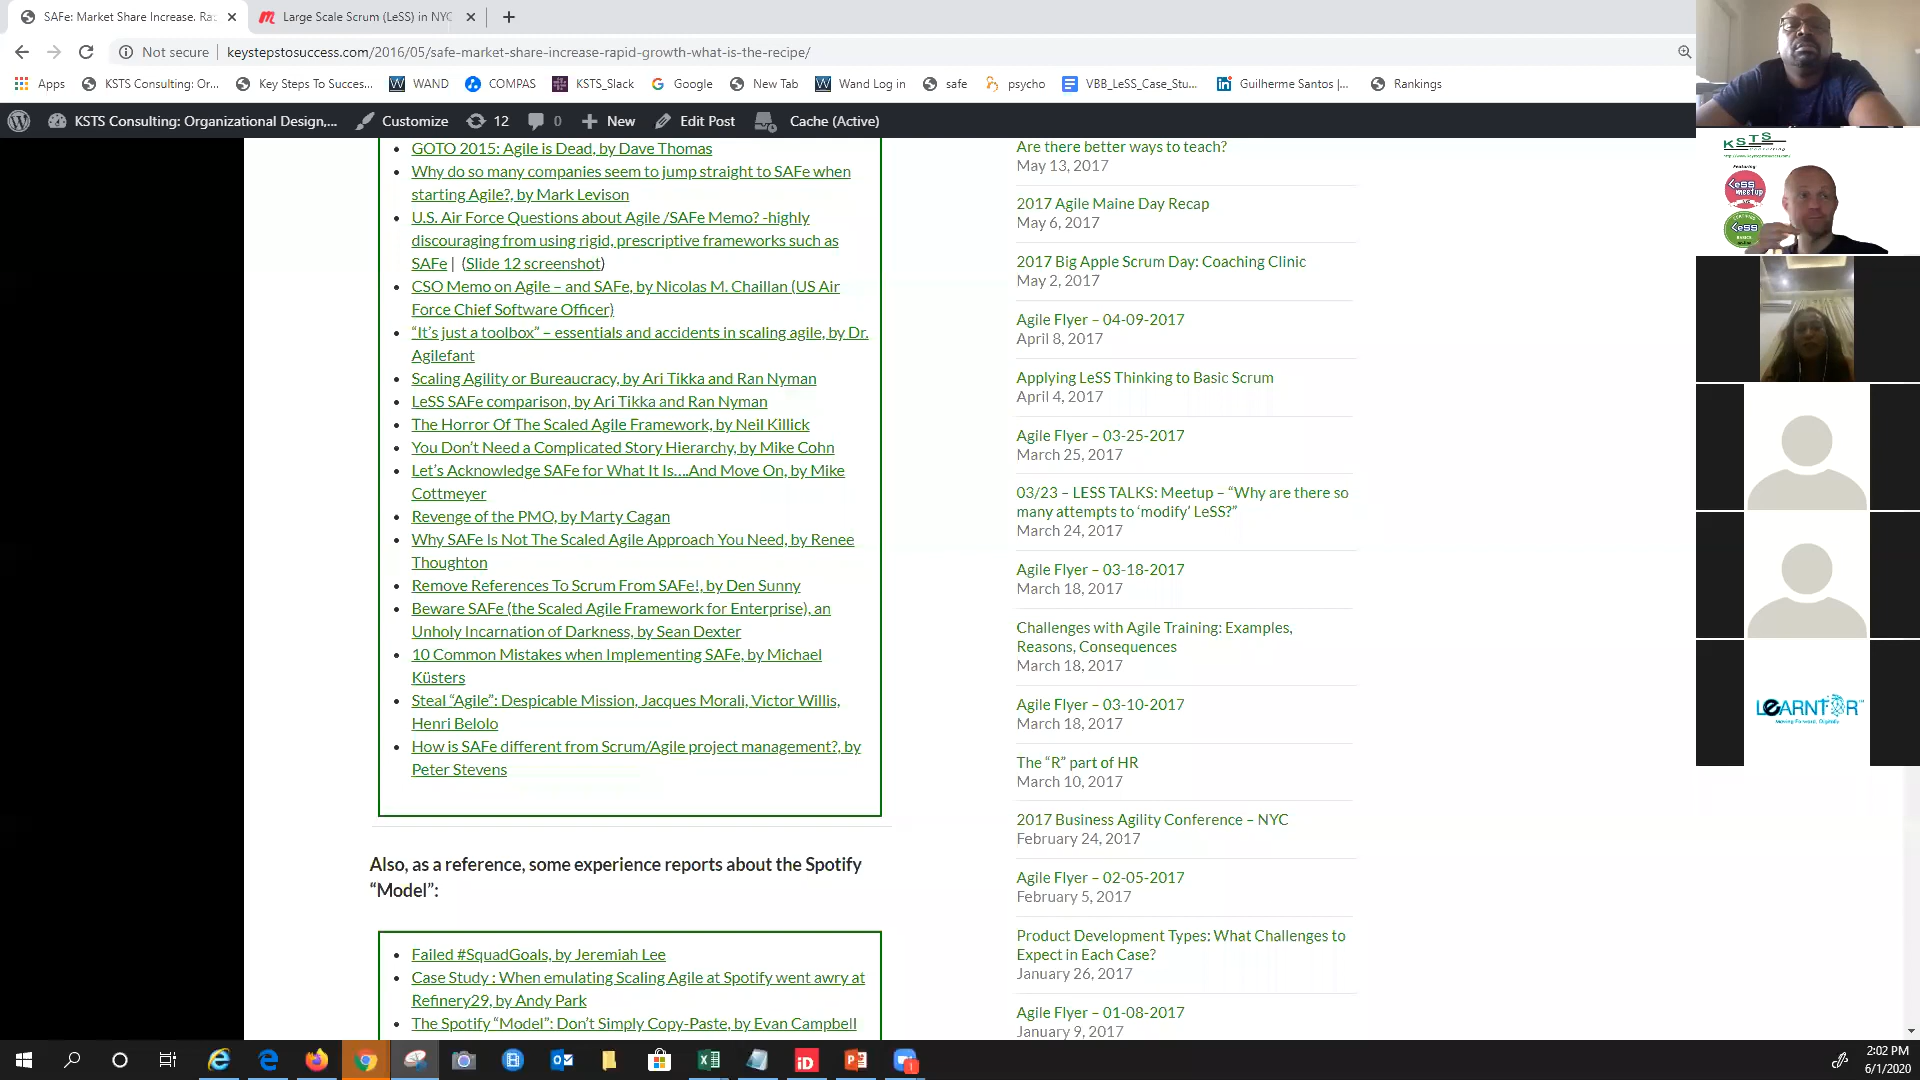 SAFe: Market Share Increase. Ra
Large Scale Scrum (LeSS) in NYC
Not secure
keystepstosuccess.com/2016/05/safe-market-share-increase-rapid-growth-what-is-the-recipe/
Apps
KSTS Consulting: Or...
Key Steps To Succes...
WAND
COMPAS
KSTS_Slack
Google
New Tab
Wand Log in
safe
psycho
VBB_LeSS_Case_Stu...
Guilherme Santos |...
Rankings
KSTS Consulting: Organizational Design,...
Customize
12
0
New
Edit Post
Cache (Active)
GOTO 2015: Agile is Dead, by Dave Thomas
Why do so many companies seem to jump straight to SAFe when
starting Agile?, by Mark Levison
U.S. Air Force Questions about Agile /SAFe Memo? -highly
discouraging from using rigid, prescriptive frameworks such as
SAFe | (Slide 12 screenshot)
CSO Memo on Agile – and SAFe, by Nicolas M. Chaillan (US Air
Force Chief Software Officer)
“It’s just a toolbox” – essentials and accidents in scaling agile, by Dr.
Agilefant
Scaling Agility or Bureaucracy, by Ari Tikka and Ran Nyman
LeSS SAFe comparison, by Ari Tikka and Ran Nyman
The Horror Of The Scaled Agile Framework, by Neil Killick
You Don’t Need a Complicated Story Hierarchy, by Mike Cohn
Let’s Acknowledge SAFe for What It Is….And Move On, by Mike
Cottmeyer
Revenge of the PMO, by Marty Cagan
Why SAFe Is Not The Scaled Agile Approach You Need, by Renee
Thoughton
Remove References To Scrum From SAFe!, by Den Sunny
Beware SAFe (the Scaled Agile Framework for Enterprise), an
Unholy Incarnation of Darkness, by Sean Dexter
10 Common Mistakes when Implementing SAFe, by Michael
Küsters
Steal “Agile”: Despicable Mission, Jacques Morali, Victor Willis,
Henri Belolo
How is SAFe different from Scrum/Agile project management?, by
Peter Stevens
Also, as a reference, some experience reports about the Spotify
“Model”:
Failed #SquadGoals, by Jeremiah Lee
Case Study : When emulating Scaling Agile at Spotify went awry at
Refinery29, by Andy Park
The Spotify “Model”: Don’t Simply Copy-Paste, by Evan Campbell
Are there better ways to teach?
May 13, 2017
2017 Agile Maine Day Recap
May 6, 2017
2017 Big Apple Scrum Day: Coaching Clinic
May 2, 2017
Agile Flyer – 04-09-2017
April 8, 2017
Applying LeSS Thinking to Basic Scrum
April 4, 2017
Agile Flyer – 03-25-2017
March 25, 2017
03/23 – LESS TALKS: Meetup – “Why are there so
many attempts to ‘modify’ LeSS?”
March 24, 2017
Agile Flyer – 03-18-2017
March 18, 2017
Challenges with Agile Training: Examples,
Reasons, Consequences
March 18, 2017
Agile Flyer – 03-10-2017
March 18, 2017
The “R” part of HR
March 10, 2017
2017 Business Agility Conference – NYC
February 24, 2017
Agile Flyer – 02-05-2017
February 5, 2017
Product Development Types: What Challenges to
Expect in Each Case?
January 26, 2017
Agile Flyer – 01-08-2017
January 9, 2017
KSTS
Featuring:
LeSS
meetup
LeSS
LEARNTOR
Moving Forward, Digitally
2:02 PM
6/1/2020